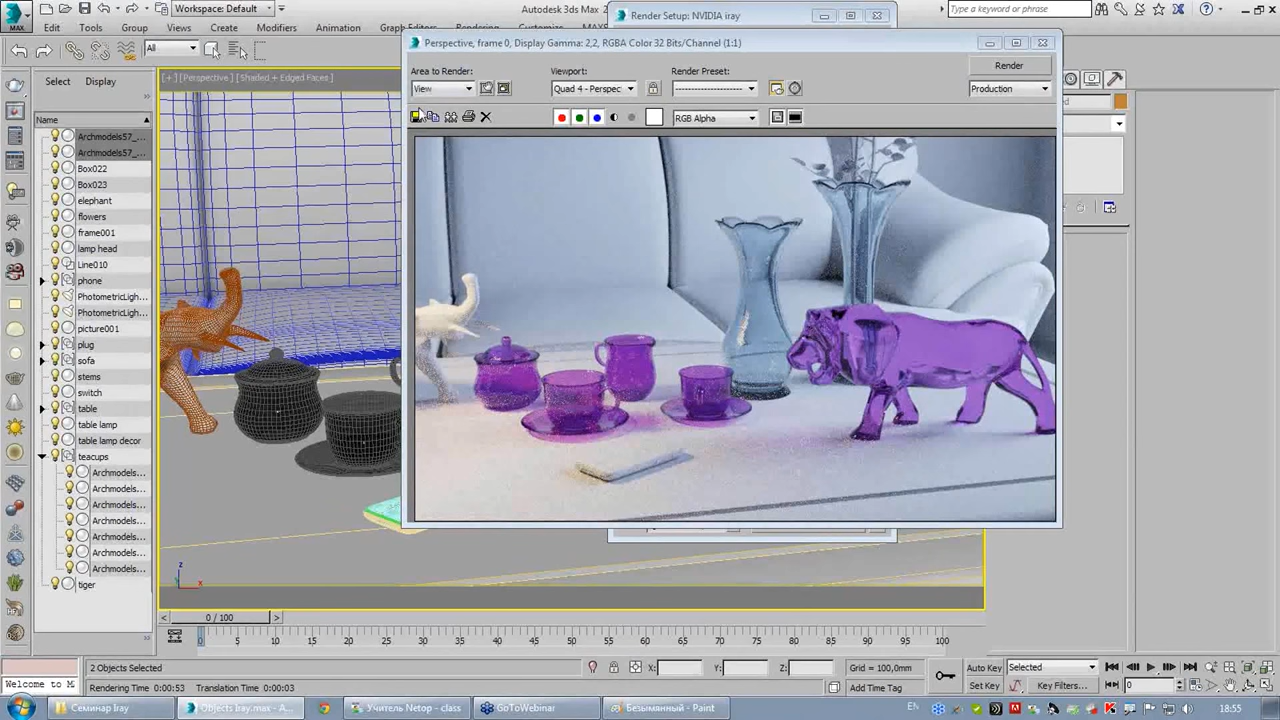 Workspace: Default
Autodesk 3ds Max
Render Setup: NVIDIA iray
Type a keyword or phrase
Edit Tools Group Views Create Modifiers Animation
All
Perspective, frame 0, Display Gamma: 2,2, RGBA Color 32 Bits/Channel (1:1)
Area to Render:
Viewport:
Render Preset:
Render
View
Quad 4 - Perspec
Production
RGB Alpha
Select Display
[+] [Perspective] [Shaded + Edged Faces]
Name
Archmodels57_...
Archmodels57_...
Box022
Box023
elephant
flowers
frame001
lamp head
Line010
phone
PhotometricLigh...
PhotometricLigh...
picture001
plug
sofa
stems
switch
table
table lamp
table lamp decor
teacups
Archmodels...
Archmodels...
Archmodels...
Archmodels...
Archmodels...
Archmodels...
Archmodels...
tiger
z
x
0 / 100
0 5 10 15 20 25 30 35 40 45 50 55 60 65 70 75 80 85 90 95 100
2 Objects Selected
X: Y: Z:
Grid = 100,0mm
Auto Key
Selected
Welcome to M
Rendering Time 0:00:53 Translation Time 0:00:03
Add Time Tag
Set Key
Key Filters...
0
Семинар Iray
Objects Iray.max - A...
Учитель Netop - class
GoToWebinar
Безымянный - Paint
EN
18:55